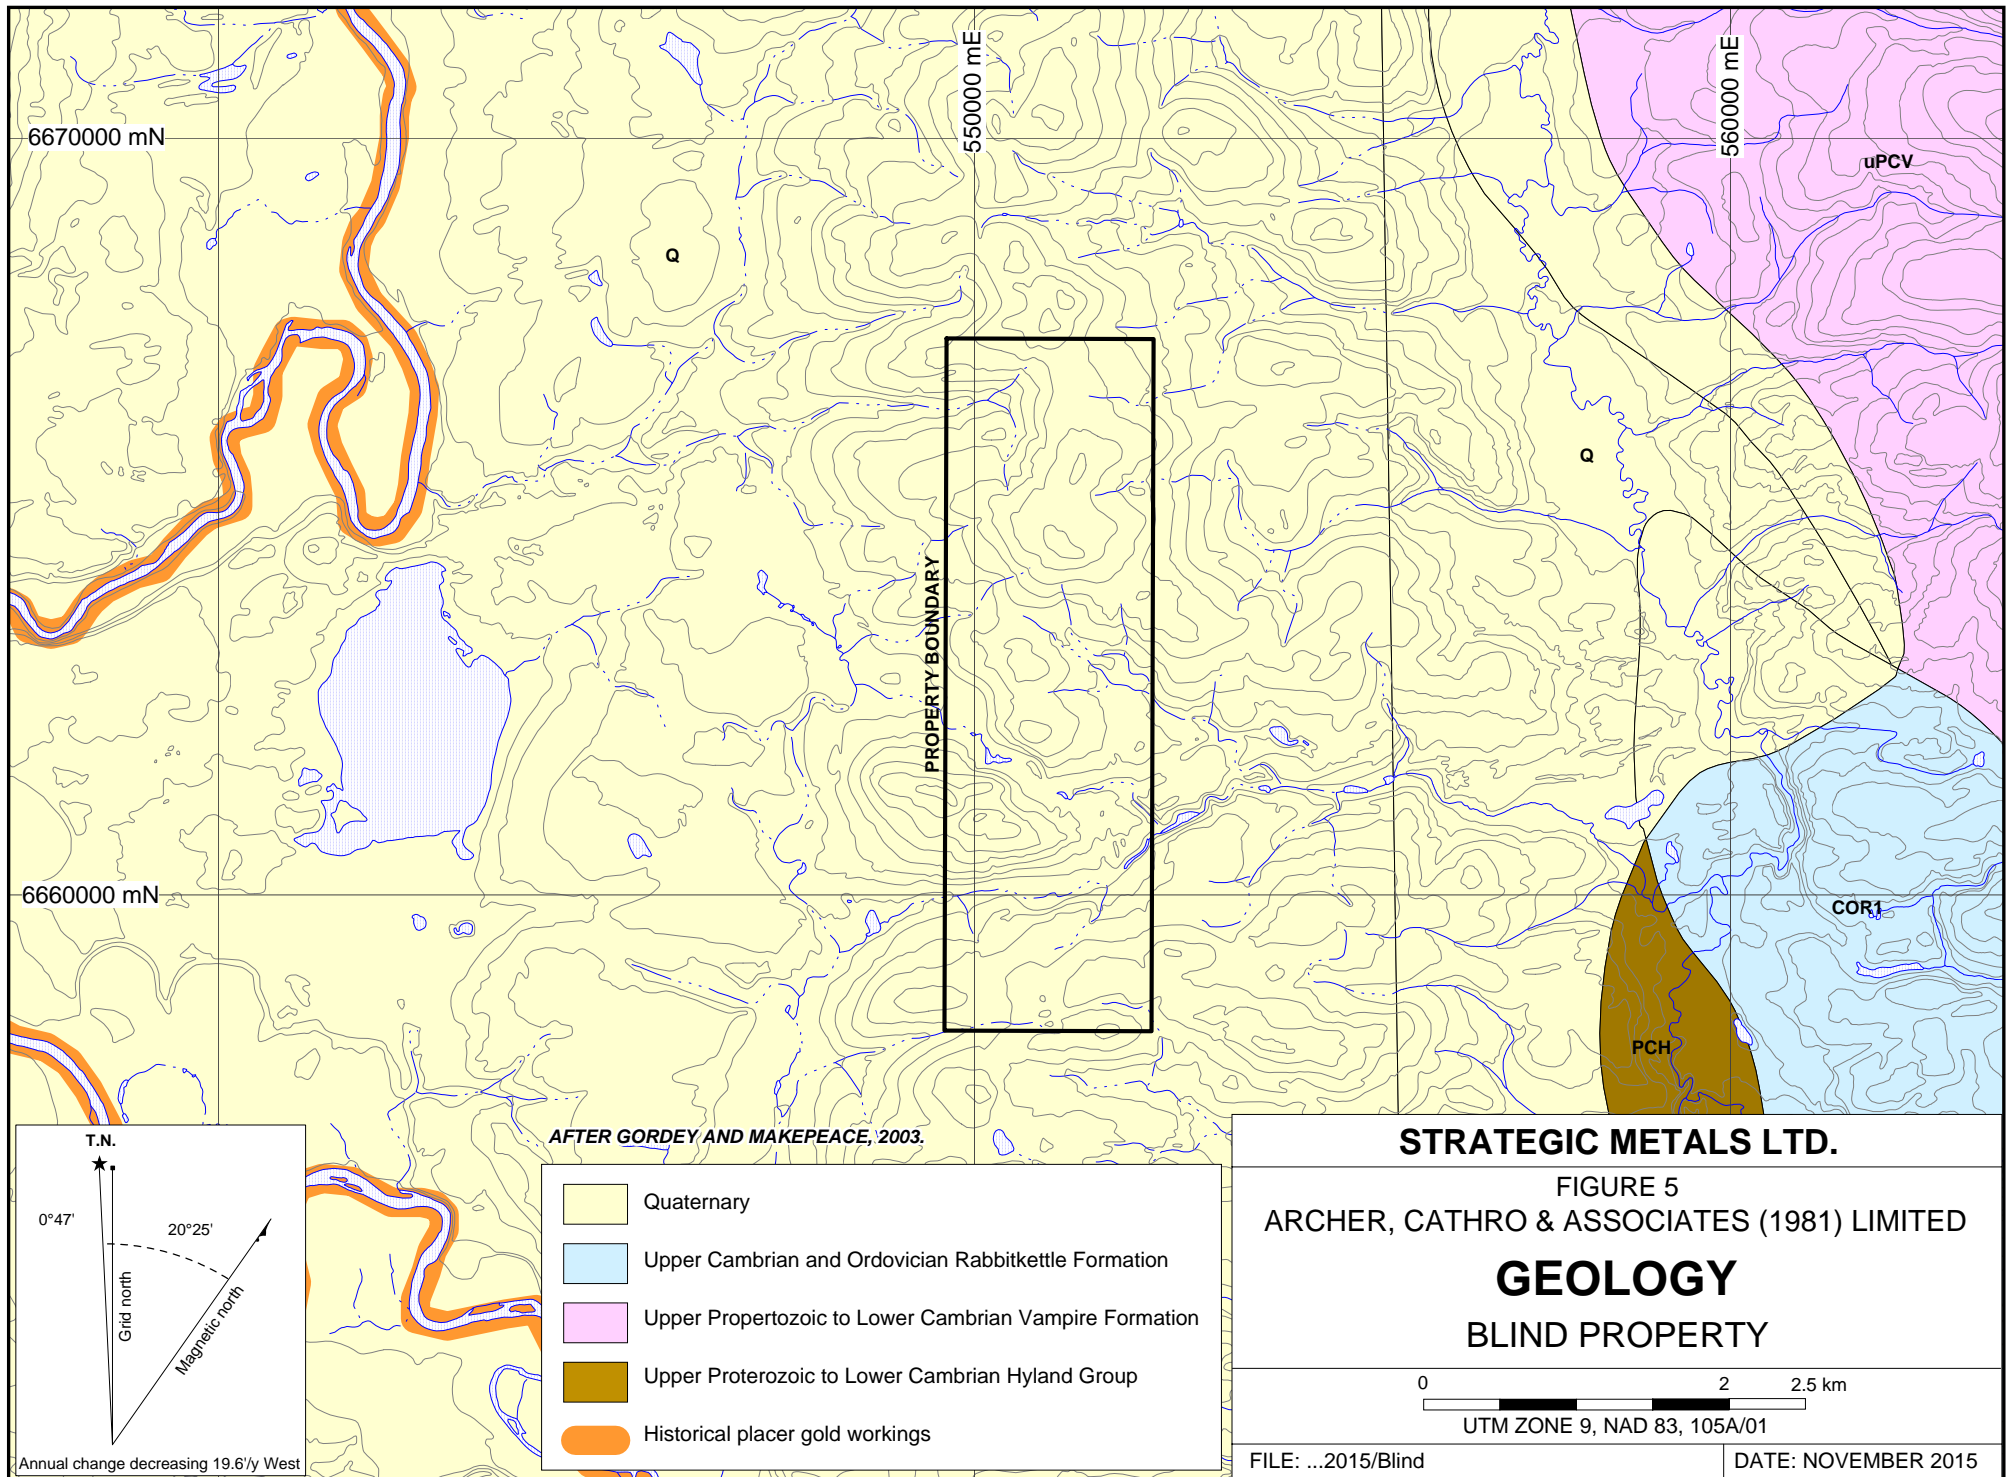 550000 mE
560000 mE
6670000 mN
uPCV
Q
Q
PROPERTY BOUNDARY
6660000 mN
COR1
PCH
T.N.
0°47'
20°25'
Grid north
Magnetic north
Annual change decreasing 19.6'/y West
AFTER GORDEY AND MAKEPEACE, 2003.
Quaternary
Upper Cambrian and Ordovician Rabbitkettle Formation
Upper Propertozoic to Lower Cambrian Vampire Formation
Upper Proterozoic to Lower Cambrian Hyland Group
Historical placer gold workings
STRATEGIC METALS LTD.
FIGURE 5
ARCHER, CATHRO & ASSOCIATES (1981) LIMITED
GEOLOGY
BLIND PROPERTY
0 2 2.5 km
UTM ZONE 9, NAD 83, 105A/01
FILE: ...2015/Blind
DATE: NOVEMBER 2015